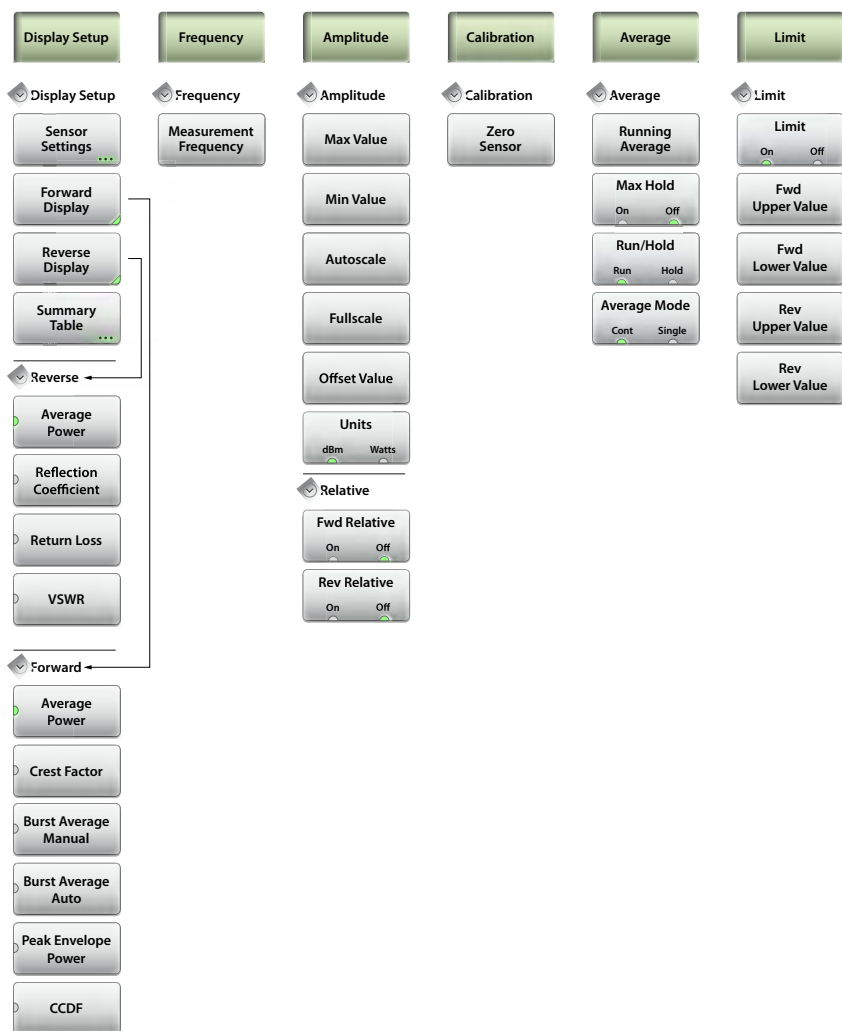 Display Setup
Frequency
Amplitude
Calibration
Average
Limit
Display Setup
Sensor
Settings
Forward
Display
Reverse
Display
Summary
Table
Reverse
Average
Power
Reflection
Coefficient
Return Loss
VSWR
Forward
Average
Power
Crest Factor
Burst Average
Manual
Burst Average
Auto
Peak Envelope
Power
CCDF
Frequency
Measurement
Frequency
Amplitude
Max Value
Min Value
Autoscale
Fullscale
Offset Value
Units
dBm Watts
Relative
Fwd Relative
On Off
Rev Relative
On Off
Calibration
Zero
Sensor
Average
Running
Average
Max Hold
On Off
Run/Hold
Run Hold
Average Mode
Cont Single
Limit
Limit
On Off
Fwd
Upper Value
Fwd
Lower Value
Rev
Upper Value
Rev
Lower Value